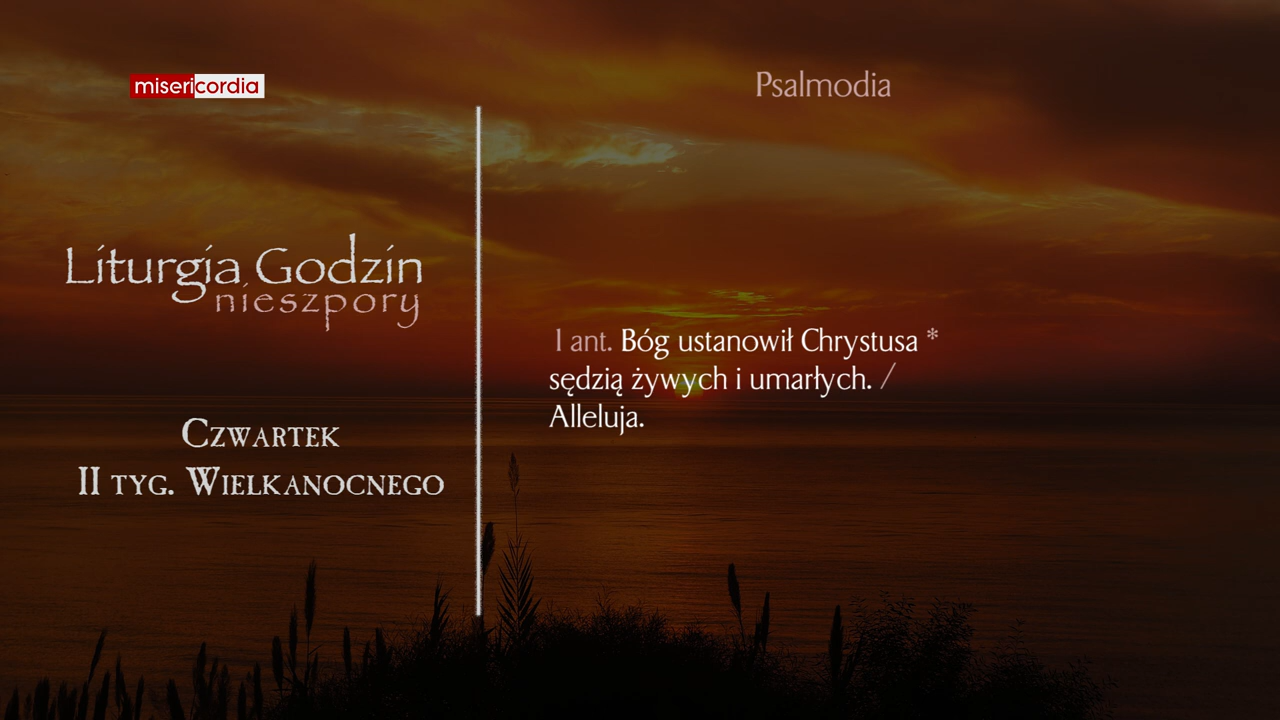 misericordia
Psalmodia
Liturgia Godzin
nieszpory
I ant. Bóg ustanowił Chrystusa *
sędzią żywych i umarłych. /
Alleluja.
Czwartek
II tyg. Wielkanocnego